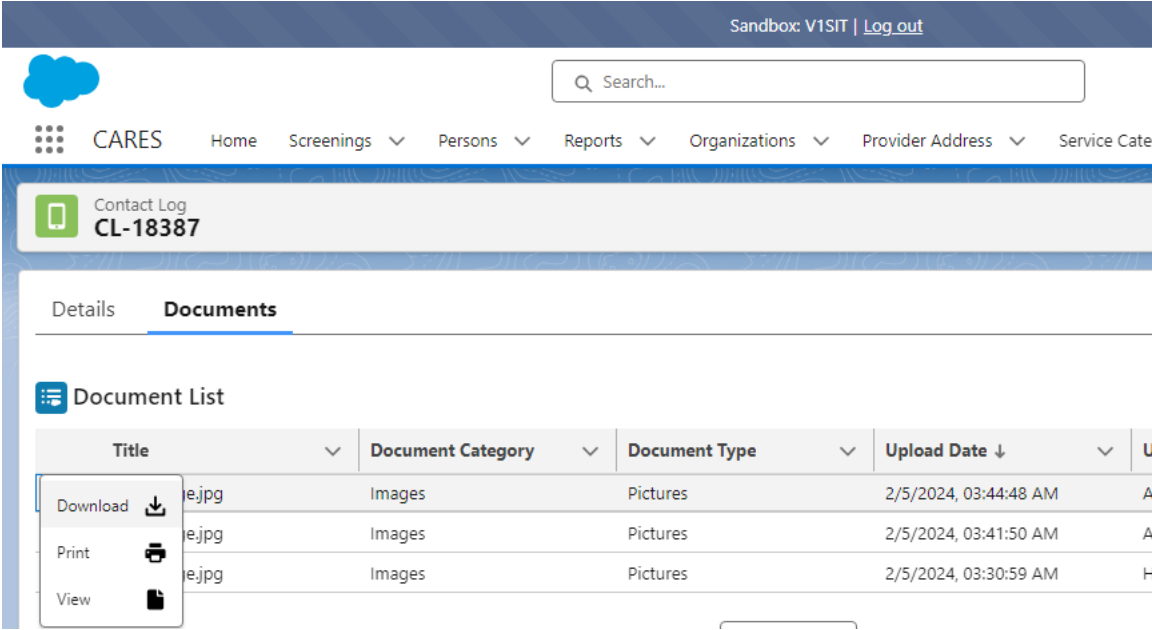 Sandbox: V1SIT | Log out
Search...
CARES Home Screenings Persons Reports Organizations Provider Address Service Cate
Contact Log
CL-18387
Details Documents
Document List
Title Document Category Document Type Upload Date ↓ U
e.jpg Images Pictures 2/5/2024, 03:44:48 AM A
Download
e.jpg Images Pictures 2/5/2024, 03:41:50 AM A
Print
e.jpg Images Pictures 2/5/2024, 03:30:59 AM H
View